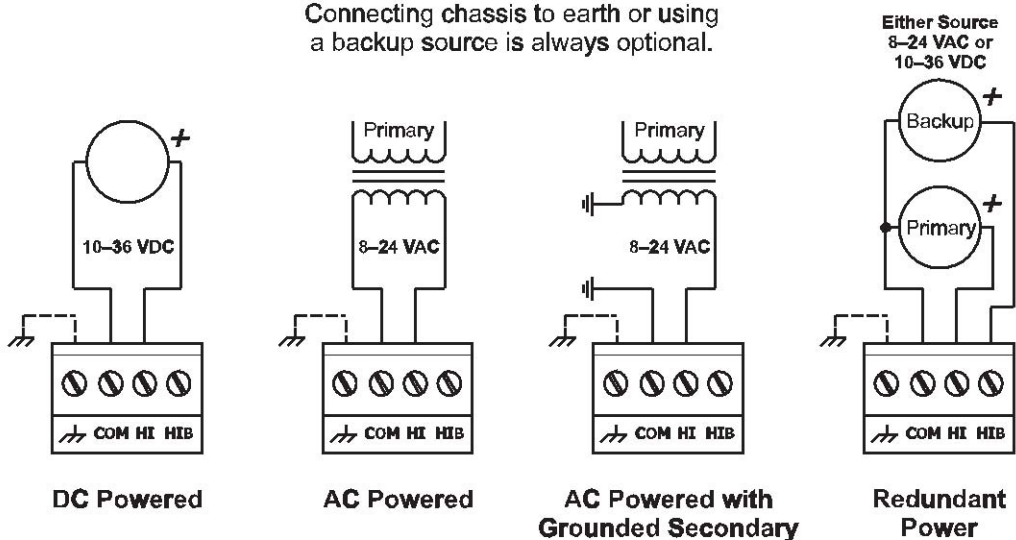 Connecting chassis to earth or using
a backup source is always optional.
10–36 VDC
COM HI HIB
DC Powered
Primary
8–24 VAC
COM HI HIB
AC Powered
Primary
8–24 VAC
COM HI HIB
AC Powered with
Grounded Secondary
Either Source
8–24 VAC or
10–36 VDC
Backup
Primary
COM HI HIB
Redundant
Power